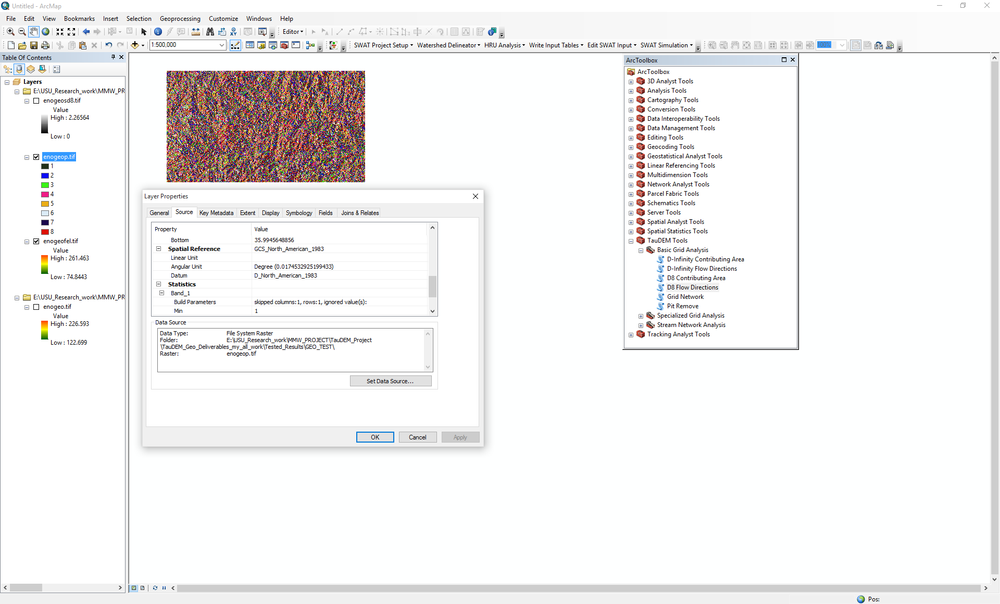 Untitled - ArcMap
File Edit View Bookmarks Insert Selection Geoprocessing Customize Windows Help
Editor
1:500,000
SWAT Project Setup Watershed Delineator HRU Analysis Write Input Tables Edit SWAT Input SWAT Simulation 100%
Table Of Contents
Layers
E:\USU_Research_work\MMW_PR
enogeosd8.tif
Value
High : 2.26564
Low : 0
enogeop.tif
1
2
3
4
5
6
7
8
enogeofel.tif
Value
High : 261.463
Low : 74.8443
E:\USU_Research_work\MMW_PR
enogeo.tif
Value
High : 226.593
Low : 122.699
Layer Properties
General Source Key Metadata Extent Display Symbology Fields Joins & Relates
Property Value
Bottom 35.9945648856
Spatial Reference GCS_North_American_1983
Linear Unit
Angular Unit Degree (0.0174532925199433)
Datum D_North_American_1983
Statistics
Band_1
Build Parameters skipped columns:1, rows:1, ignored value(s):
Min 1
Data Source
Data Type: File System Raster
Folder: E:\USU_Research_work\MMW_PROJECT\TauDEM_Project
\TauDEM_Geo_Deliverables_my_all_work\Tested_Results\GEO_TEST\
Raster: enogeop.tif
Set Data Source...
OK Cancel Apply
ArcToolbox
ArcToolbox
3D Analyst Tools
Analysis Tools
Cartography Tools
Conversion Tools
Data Interoperability Tools
Data Management Tools
Editing Tools
Geocoding Tools
Geostatistical Analyst Tools
Linear Referencing Tools
Multidimension Tools
Network Analyst Tools
Parcel Fabric Tools
Schematics Tools
Server Tools
Spatial Analyst Tools
Spatial Statistics Tools
TauDEM Tools
Basic Grid Analysis
D-Infinity Contributing Area
D-Infinity Flow Directions
D8 Contributing Area
D8 Flow Directions
Grid Network
Pit Remove
Specialized Grid Analysis
Stream Network Analysis
Tracking Analyst Tools
Pos: